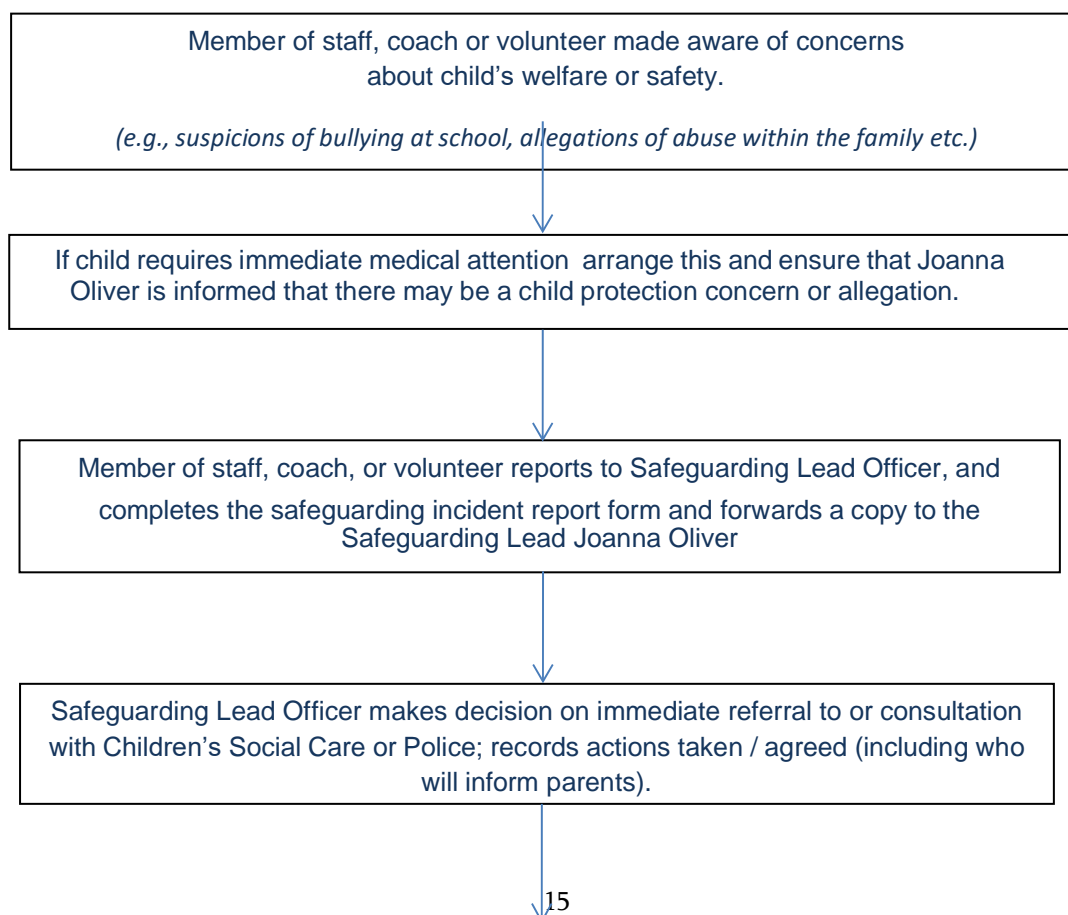 Member of staff, coach or volunteer made aware of concerns
about child’s welfare or safety.
(e.g., suspicions of bullying at school, allegations of abuse within the family etc.)
If child requires immediate medical attention  arrange this and ensure that Joanna
Oliver is informed that there may be a child protection concern or allegation.
Member of staff, coach, or volunteer reports to Safeguarding Lead Officer, and
completes the safeguarding incident report form and forwards a copy to the
Safeguarding Lead Joanna Oliver
Safeguarding Lead Officer makes decision on immediate referral to or consultation
with Children’s Social Care or Police; records actions taken / agreed (including who
will inform parents).
15